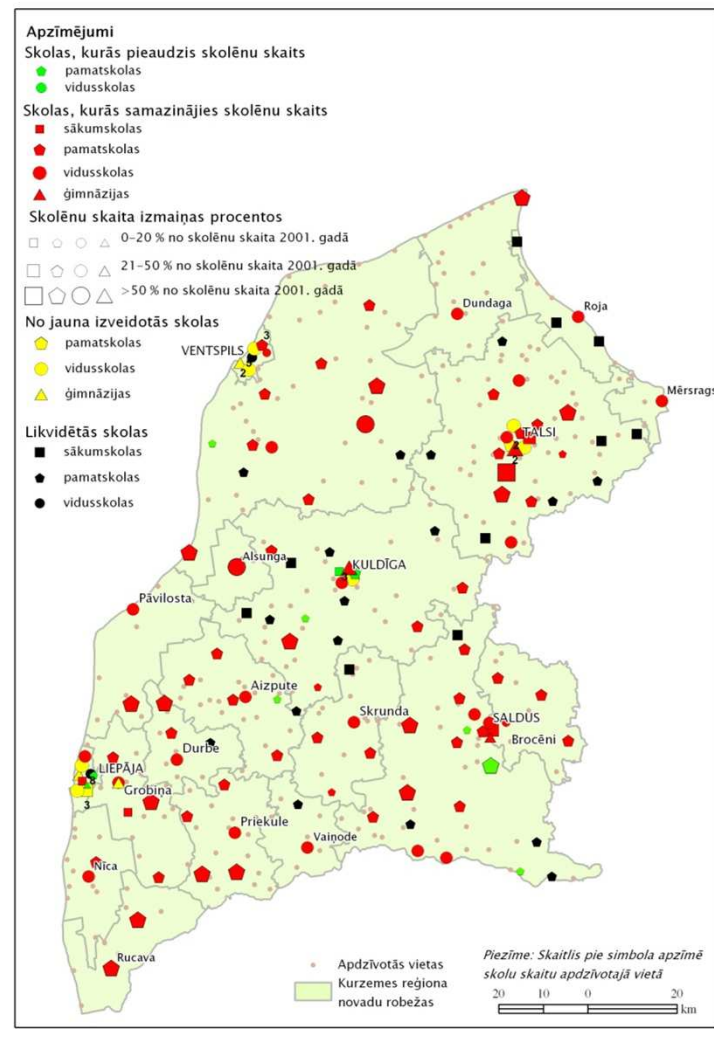 Apzīmējumi
Skolas, kurās pieaudzis skolēnu skaits
pamatskolas
vidusskolas
Skolas, kurās samazinājies skolēnu skaits
sākumskolas
pamatskolas
vidusskolas
ģimnāzijas
Skolēnu skaita izmaiņas procentos
0-20 % no skolēnu skaita 2001. gadā
21-50 % no skolēnu skaita 2001. gadā
>50 % no skolēnu skaita 2001. gādā
No jauna izveidotās skolas
pamatskolas
vidusskolas
ģimnāzijas
Likvidētās skolas
sākumskolas
pamatskolas
vidusskolas
Dundaga
Roja
3
VENTSPILS
2
Mērsrags
TALSI
2
Alsunga
KULDĪGA
Pāvilosta
Aizpute
Skrunda
SALDUS
Brocēni
Durbe
LIEPĀJA
8
Grobiņa
3
Priekule
Vaiņode
Nīca
Rucava
Apdzīvotās vietas
Kurzemes reģiona
novadu robežas
Piezīme: Skaitlis pie simbola apzīmē
skolu skaitu apdzīvotajā vietā
20 10 0 20
km